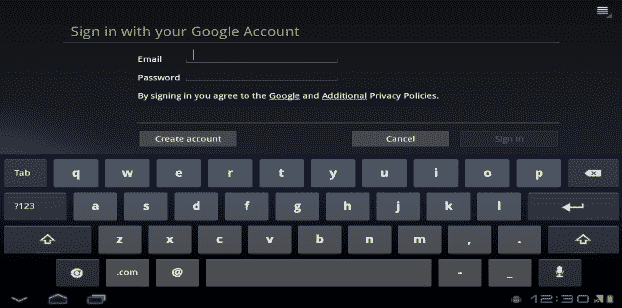 Sign in with your Google Account
Email
Password
By signing in you agree to the Google and Additional Privacy Policies.
Create account Cancel Sign in
Tab q w e r t y u i o p
?123 a s d f g h j k l
z x c v b n m , .
.com @ - _
12:30